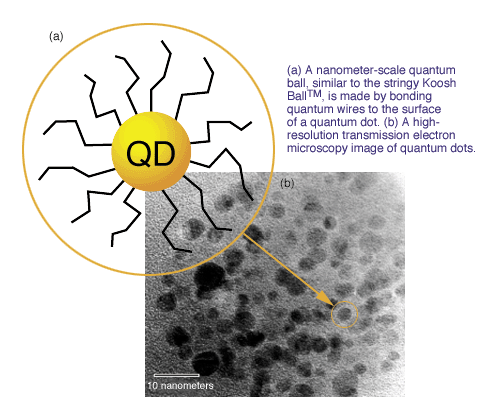 (a)
(a) A nanometer-scale quantum
ball, similar to the stringy Koosh
Ball™, is made by bonding
quantum wires to the surface
of a quantum dot. (b) A high-
resolution transmission electron
microscopy image of quantum dots.
QD
(b)
10 nanometers